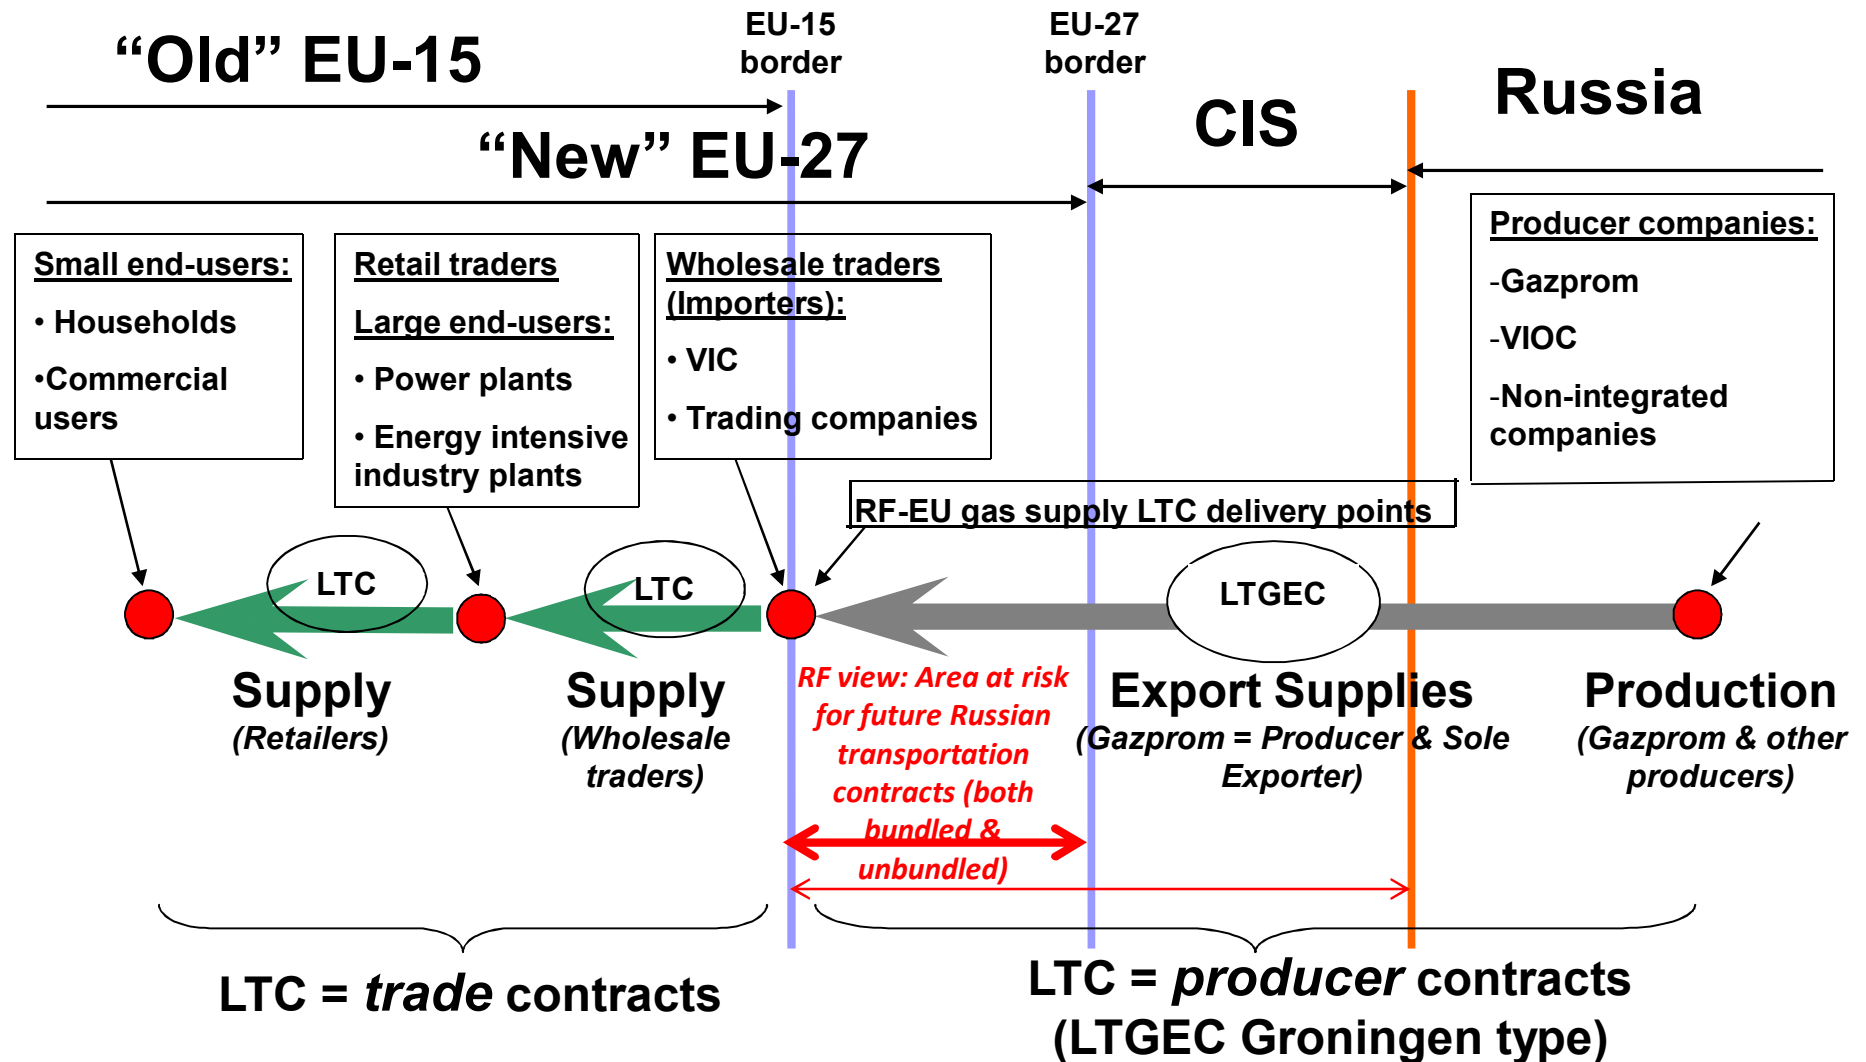 “Old” EU-15
EU-15
border
EU-27
border
Russia
CIS
“New” EU-27
Small end-users:
• Households
•Commercial
users
Retail traders
Large end-users:
• Power plants
• Energy intensive
industry plants
Wholesale traders
(Importers):
• VIC
• Trading companies
Producer companies:
-Gazprom
-VIOC
-Non-integrated
companies
RF-EU gas supply LTC delivery points
LTC
LTC
LTGEC
Supply
(Retailers)
Supply
(Wholesale
traders)
RF view: Area at risk
for future Russian
transportation
contracts (both
bundled &
unbundled)
Export Supplies
(Gazprom = Producer & Sole
Exporter)
Production
(Gazprom & other
producers)
LTC = trade contracts
LTC = producer contracts
(LTGEC Groningen type)